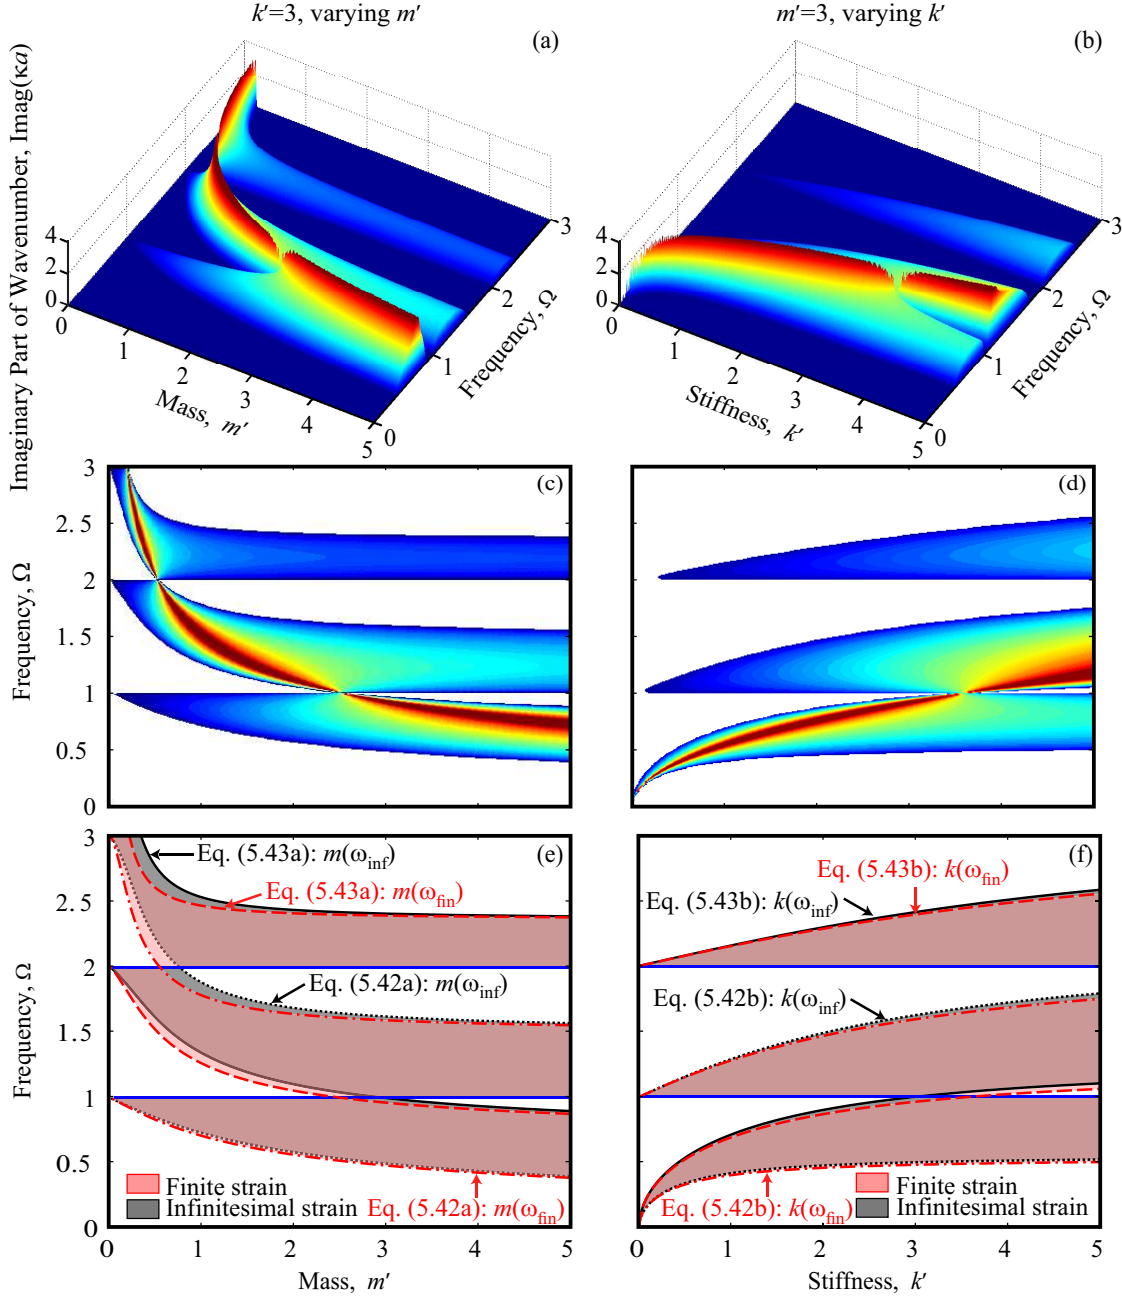 k′=3, varying m′
m′=3, varying k′
(a)
(b)
Imaginary Part of Wavenumber, Imag(κa)
4
2
0
0
1
2
3
4
5
0
1
2
3
Mass, m′
Frequency, Ω
4
2
0
0
1
2
3
4
5
0
1
2
3
Stiffness, k′
Frequency, Ω
(c)
3
2.5
2
1.5
1
0.5
0
Frequency, Ω
(d)
(e)
3
2.5
2
1.5
1
0.5
0
Frequency, Ω
Eq. (5.43a): m(ω_inf)
Eq. (5.43a): m(ω_fin)
Eq. (5.42a): m(ω_inf)
Finite strain
Infinitesimal strain
Eq. (5.42a): m(ω_fin)
0 1 2 3 4 5
Mass, m′
(f)
Eq. (5.43b): k(ω_fin)
Eq. (5.43b): k(ω_inf)
Eq. (5.42b): k(ω_inf)
Finite strain
Eq. (5.42b): k(ω_fin)
Infinitesimal strain
0 1 2 3 4 5
Stiffness, k′